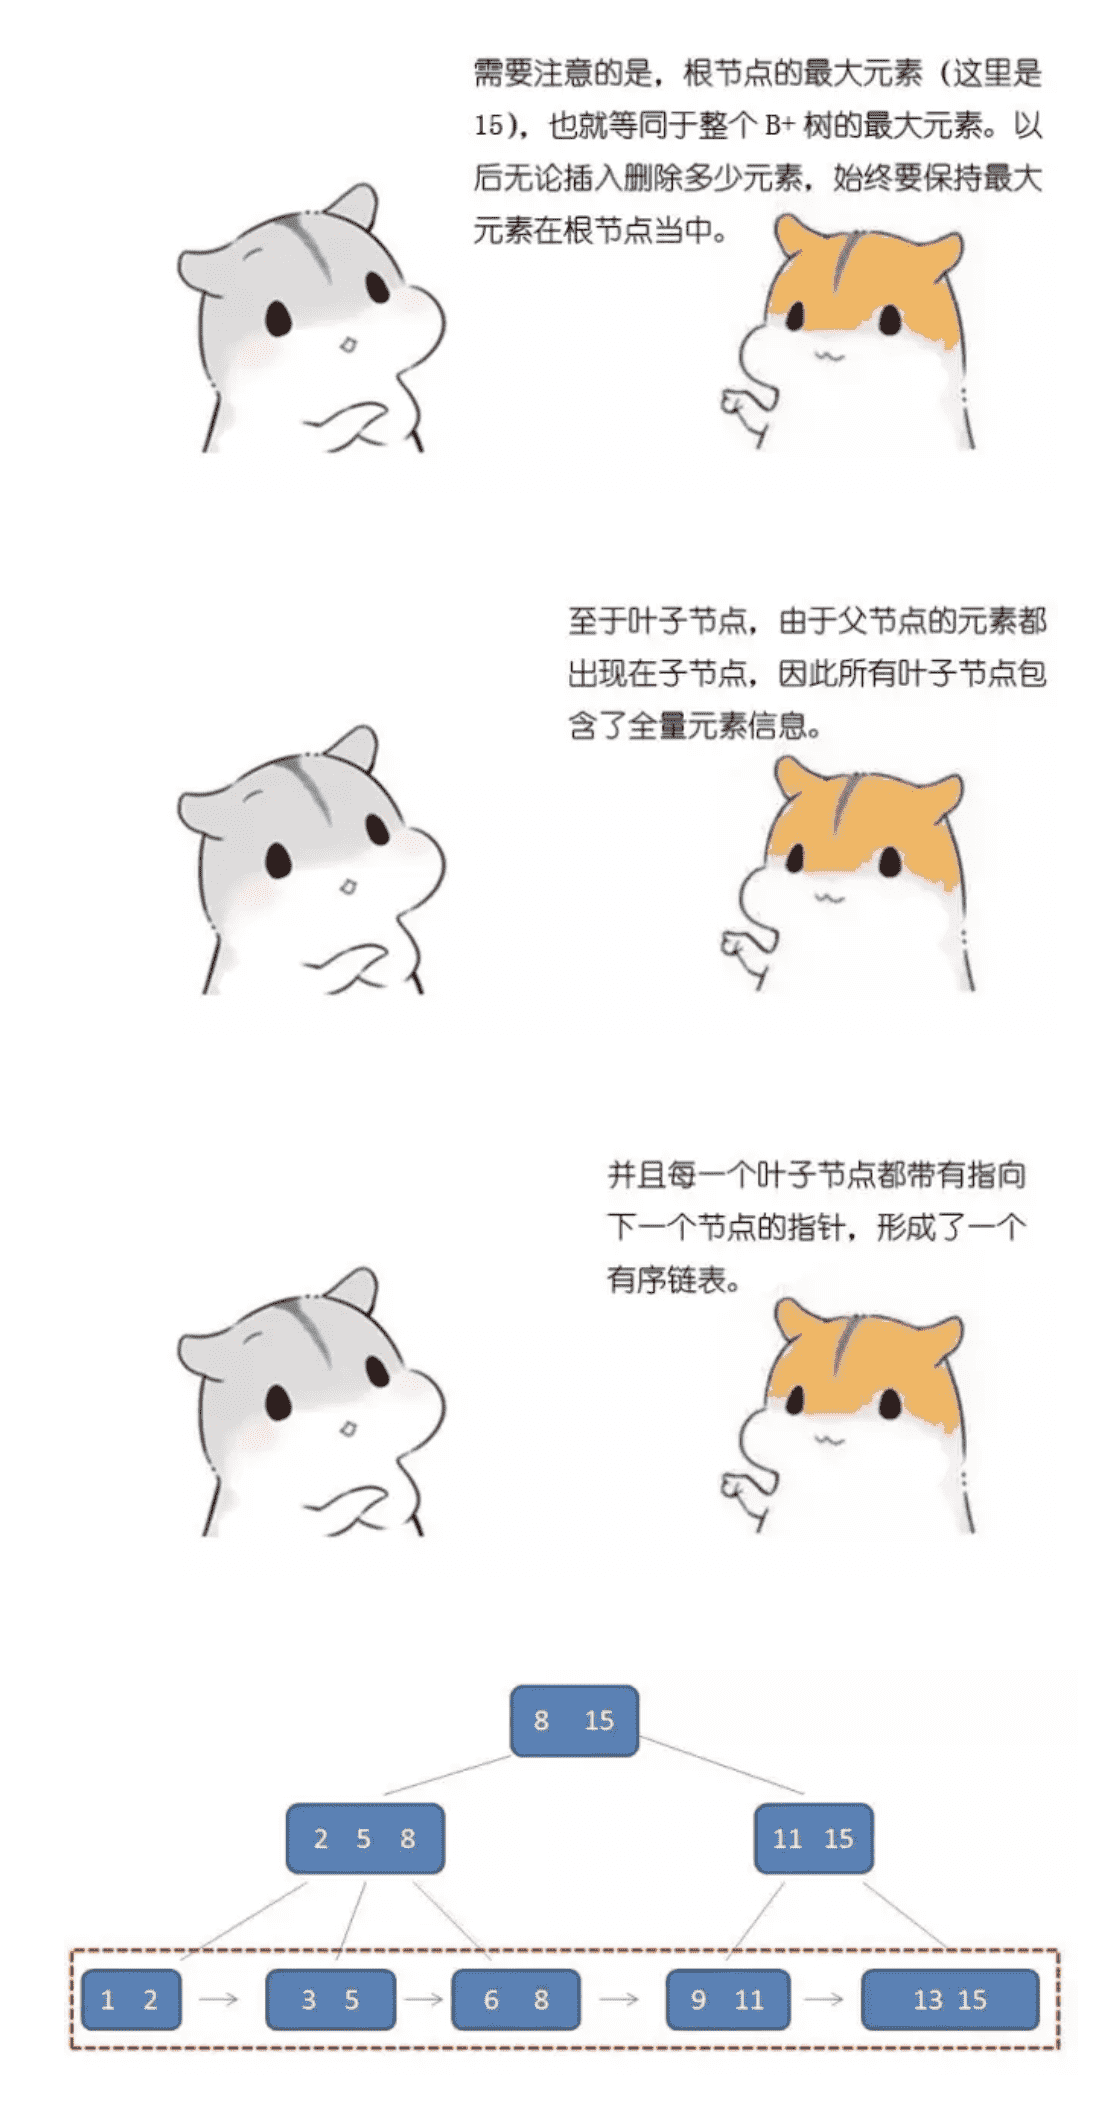 需要注意的是，根节点的最大元素（这里是
15），也就等同于整个 B+ 树的最大元素。以
后无论插入删除多少元素，始终要保持最大
元素在根节点当中。
至于叶子节点，由于父节点的元素都
出现在子节点，因此所有叶子节点包
含了全量元素信息。
并且每一个叶子节点都带有指向
下一个节点的指针，形成了一个
有序链表。
8 15
2 5 8
11 15
1 2
3 5
6 8
9 11
13 15